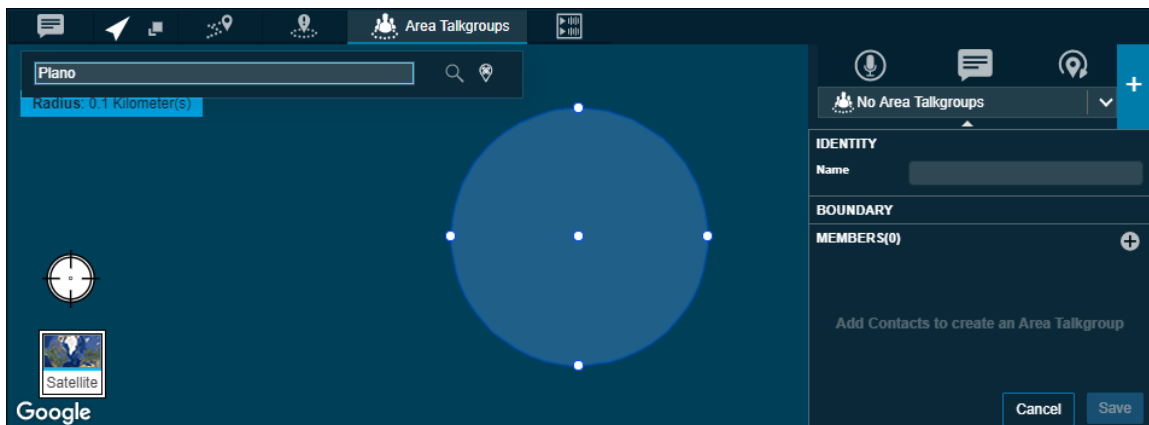 Area Talkgroups
Plano
Radius: 0.1 Kilometer(s)
No Area Talkgroups
IDENTITY
Name
BOUNDARY
MEMBERS(0)
Add Contacts to create an Area Talkgroup
Satellite
Google
Cancel
Save